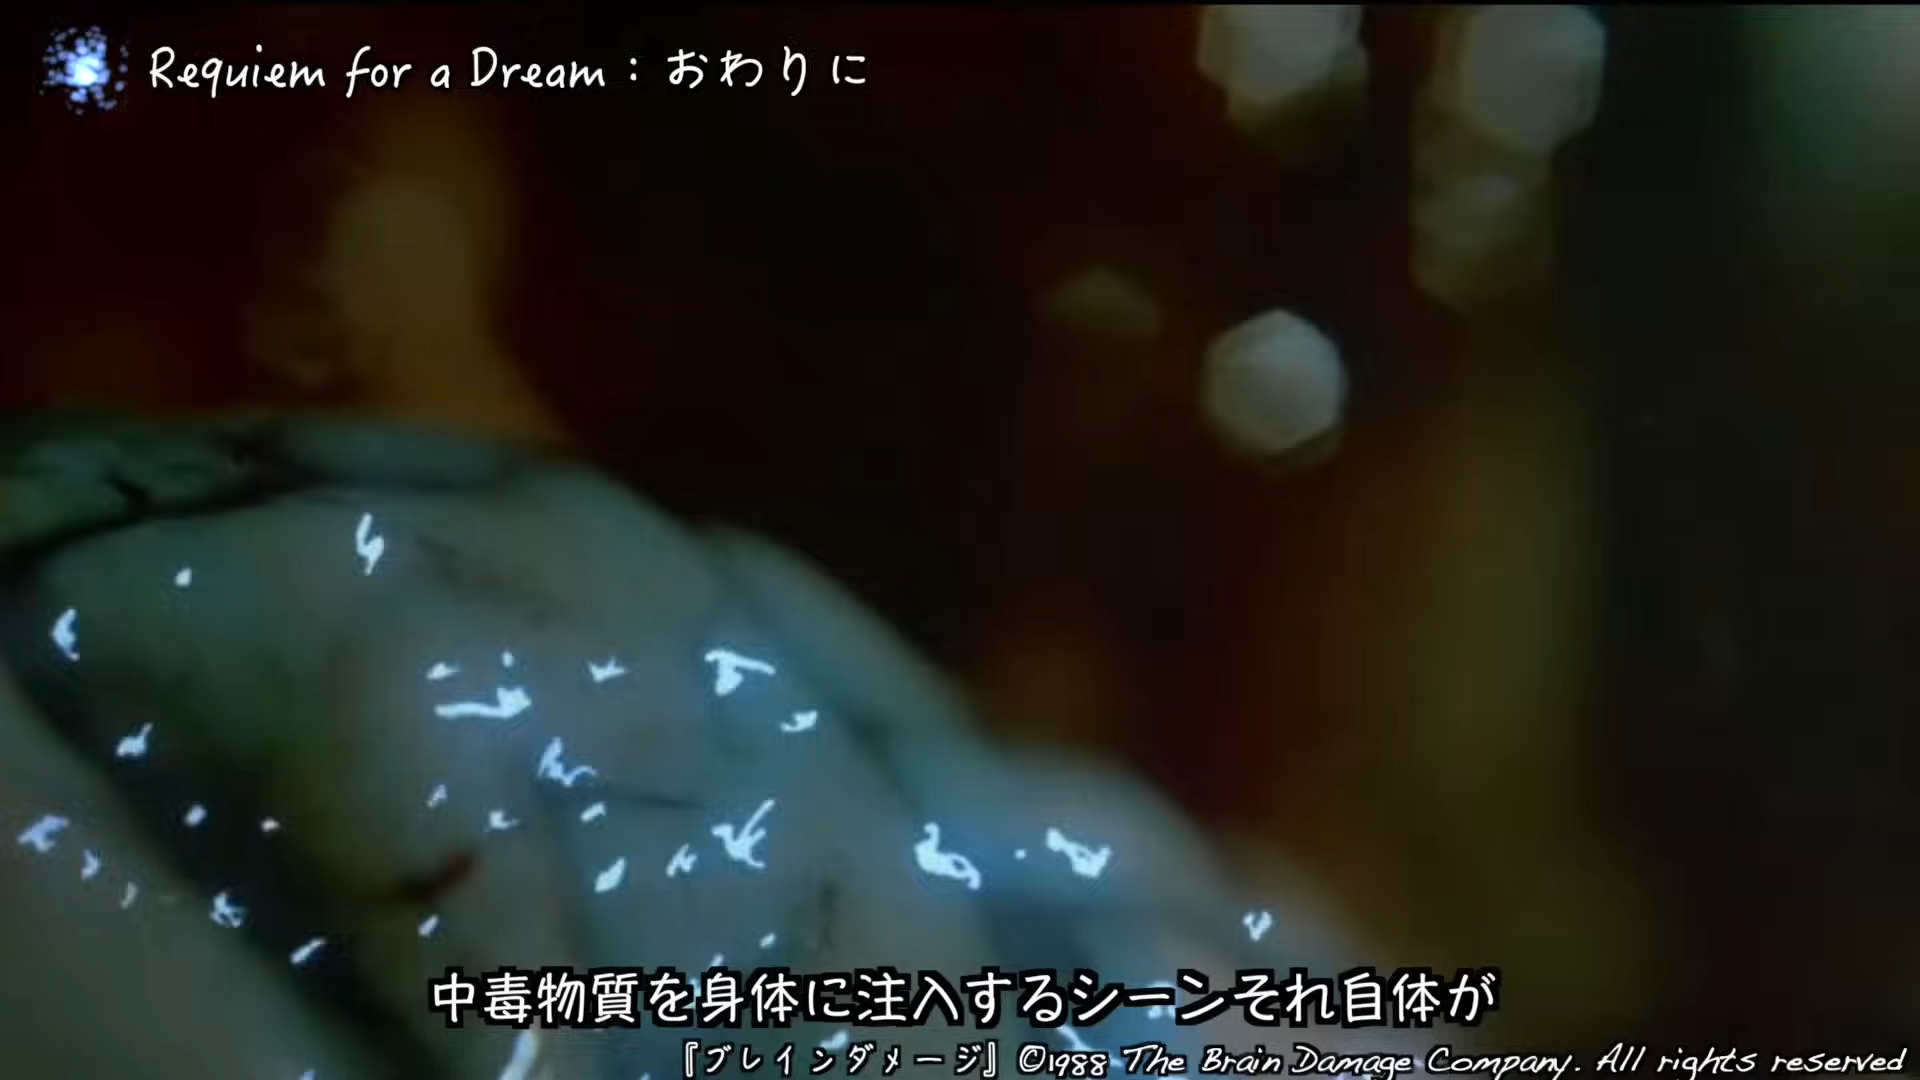 Requiem for a Dream：おわりに
中毒物質を身体に注入するシーンそれ自体が
『ブレインダメージ』©1988 The Brain Damage Company. All rights reserved